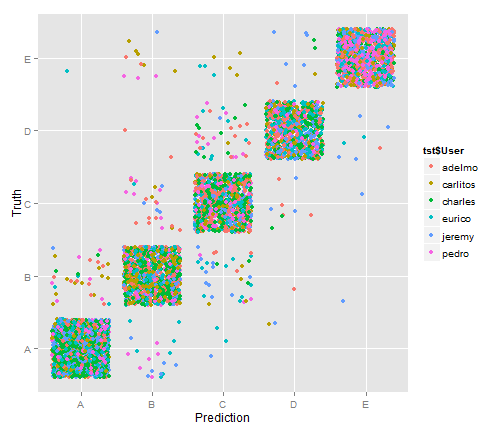 E
D
C
B
A
Truth
A
B
C
D
E
Prediction
tst$User
adelmo
carlitos
charles
eurico
jeremy
pedro